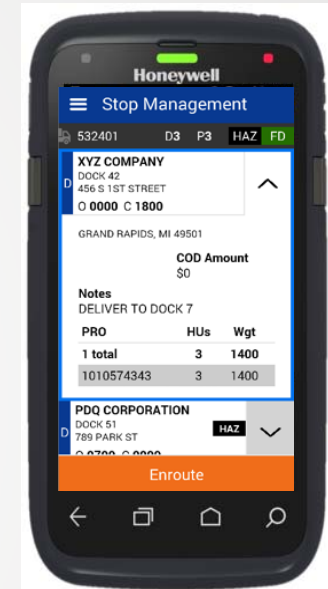 Honeywell
Stop Management
532401 D3 P3 HAZ FD
XYZ COMPANY
DOCK 42
D
456 S 1ST STREET
O 0000 C 1800
GRAND RAPIDS, MI 49501
COD Amount
$0
Notes
DELIVER TO DOCK 7
PRO HUs Wgt
1 total 3 1400
1010574343 3 1400
PDQ CORPORATION
DOCK 51
D HAZ
789 PARK ST
Enroute